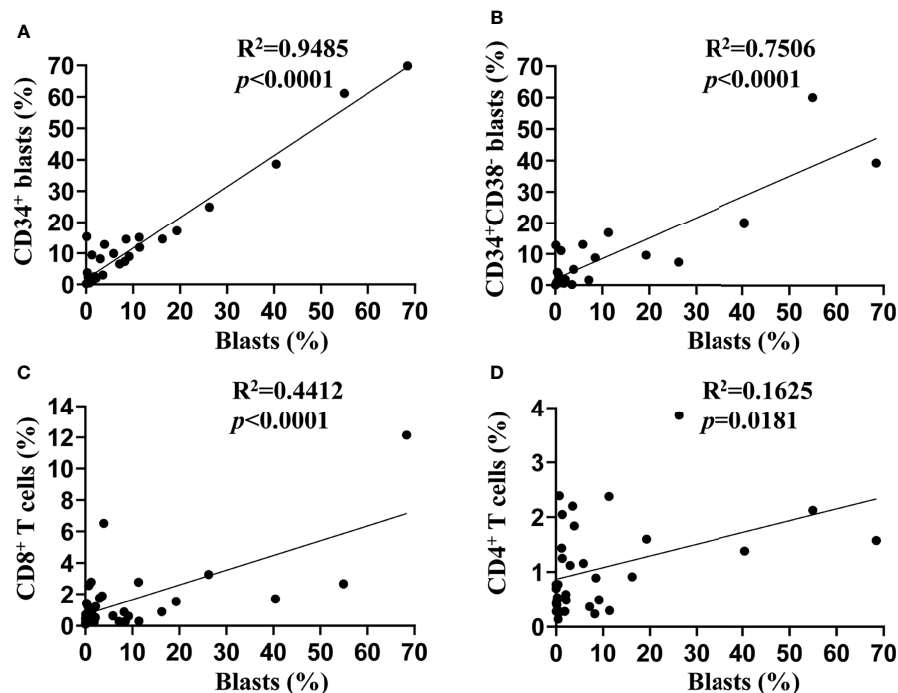 A
R²=0.9485
p<0.0001
CD34⁺ blasts (%)
70
60
50
40
30
20
10
0
0 10 20 30 40 50 60 70
Blasts (%)
B
R²=0.7506
p<0.0001
CD34⁺CD38⁻ blasts (%)
70
60
50
40
30
20
10
0
0 10 20 30 40 50 60 70
Blasts (%)
C
R²=0.4412
p<0.0001
CD8⁺ T cells (%)
14
12
10
8
6
4
2
0
0 10 20 30 40 50 60 70
Blasts (%)
D
R²=0.1625
p=0.0181
CD4⁺ T cells (%)
4
3
2
1
0
0 10 20 30 40 50 60 70
Blasts (%)